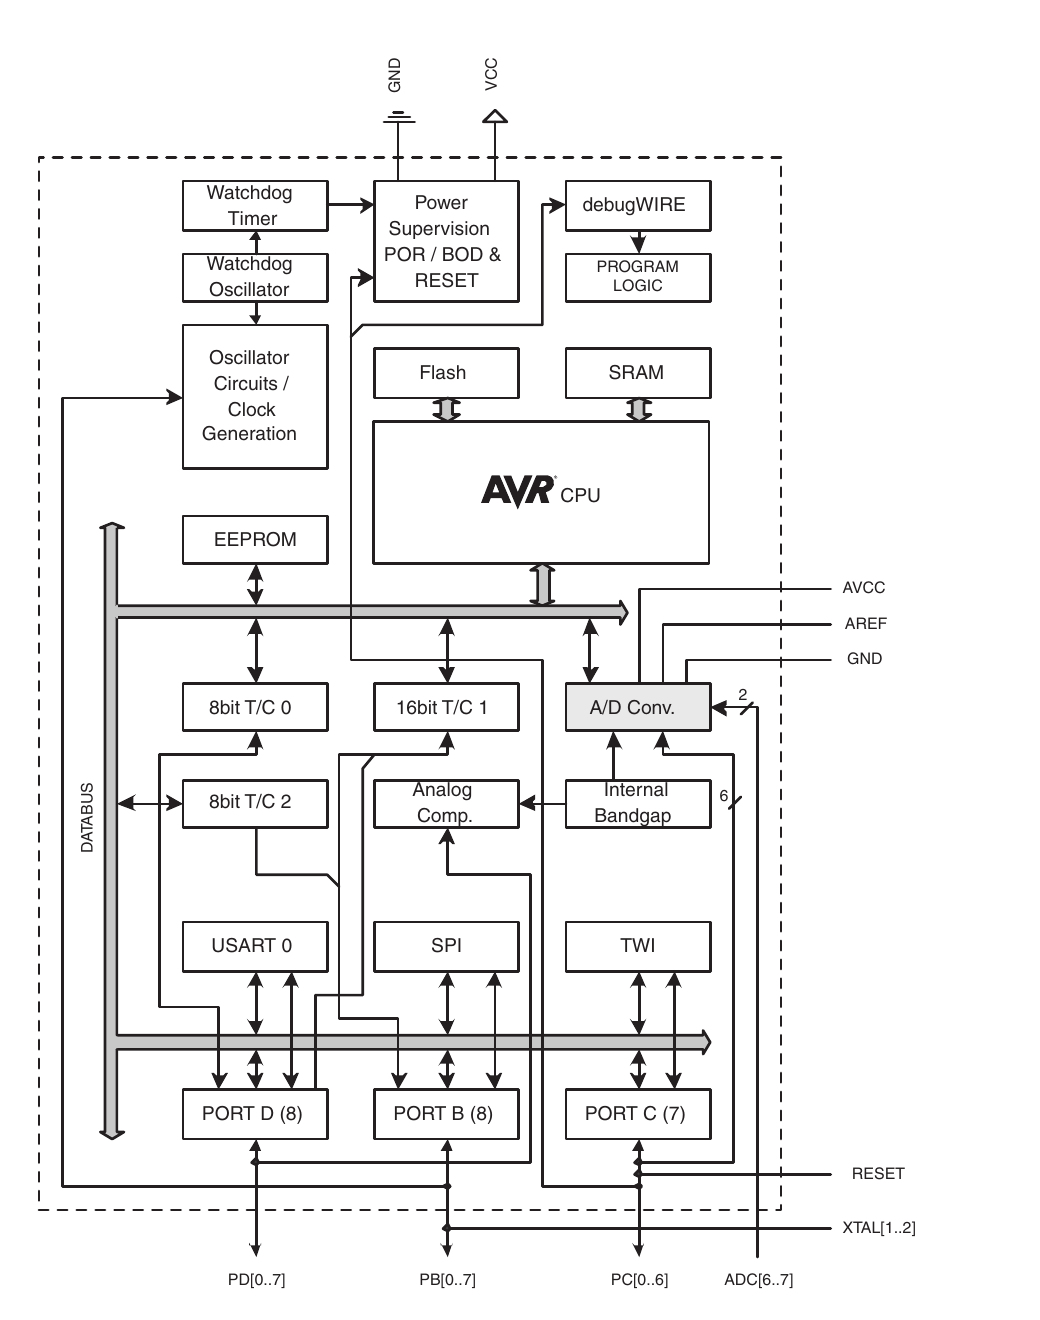 GND
VCC
Watchdog
Timer
Power
Supervision
POR / BOD &
RESET
debugWIRE
Watchdog
Oscillator
PROGRAM
LOGIC
Oscillator
Circuits /
Clock
Generation
Flash
SRAM
AVR® CPU
EEPROM
AVCC
AREF
GND
8bit T/C 0
16bit T/C 1
A/D Conv.
2
DATABUS
8bit T/C 2
Analog
Comp.
Internal
Bandgap
6
USART 0
SPI
TWI
PORT D (8)
PORT B (8)
PORT C (7)
RESET
XTAL[1..2]
PD[0..7]
PB[0..7]
PC[0..6]
ADC[6..7]